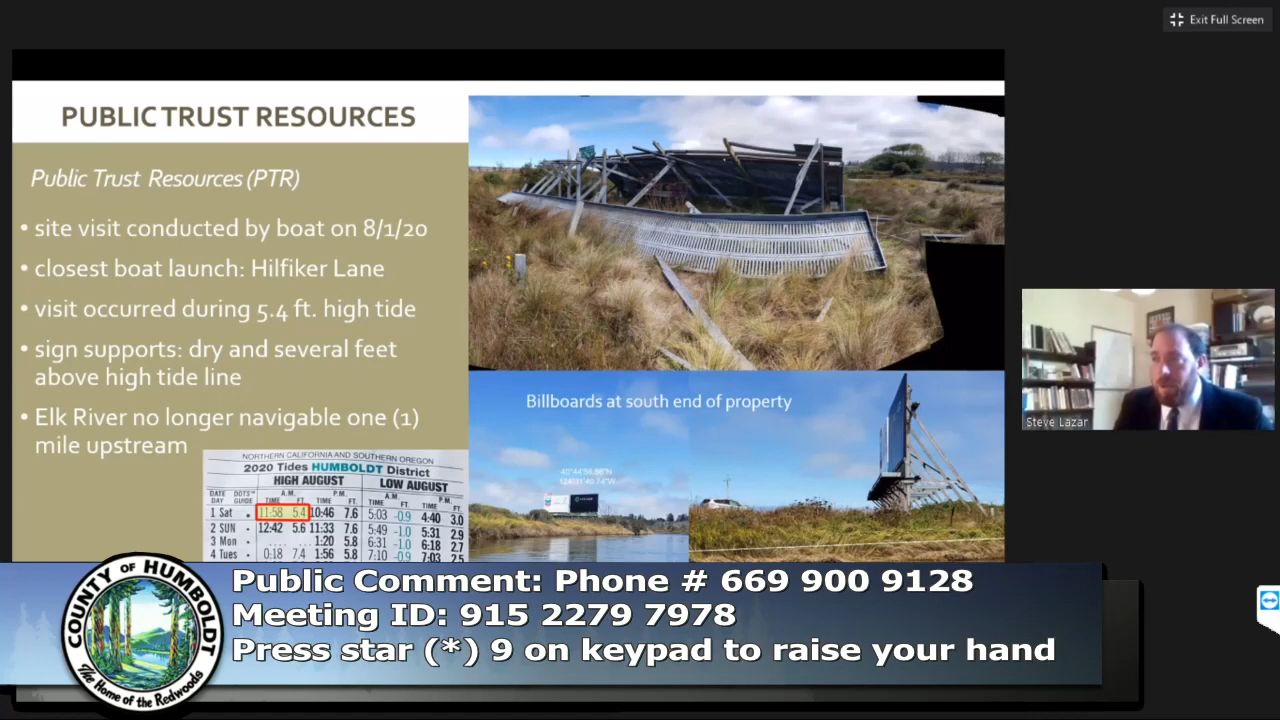 Exit Full Screen
PUBLIC TRUST RESOURCES
Public Trust Resources (PTR)
• site visit conducted by boat on 8/1/20
• closest boat launch: Hilfiker Lane
• visit occurred during 5.4 ft. high tide
• sign supports: dry and several feet
above high tide line
• Elk River no longer navigable one (1)
mile upstream
NORTHERN CALIFORNIA AND SOUTHERN OREGON
2020 Tides HUMBOLDT District
HIGH AUGUST LOW AUGUST
DATE DOTS A.M. P.M. A.M. P.M.
DAY GUIDE TIME FT. TIME FT. TIME FT. TIME FT.
1 Sat • 11:58 5.4 10:46 7.6 5:03 -0.9 4:40 3.0
2 SUN • 12:42 5.6 11:33 7.6 5:49 -1.0 5:31 2.9
3 Mon • .... ... 1:20 5.8 6:31 -1.0 6:18 2.7
4 Tues • 0:18 7.4 1:56 5.8 7:10 -0.9 7:03 2.5
Billboards at south end of property
Steve Lazar
COUNTY OF HUMBOLDT
The Home of the Redwoods
Public Comment: Phone # 669 900 9128
Meeting ID: 915 2279 7978
Press star (*) 9 on keypad to raise your hand